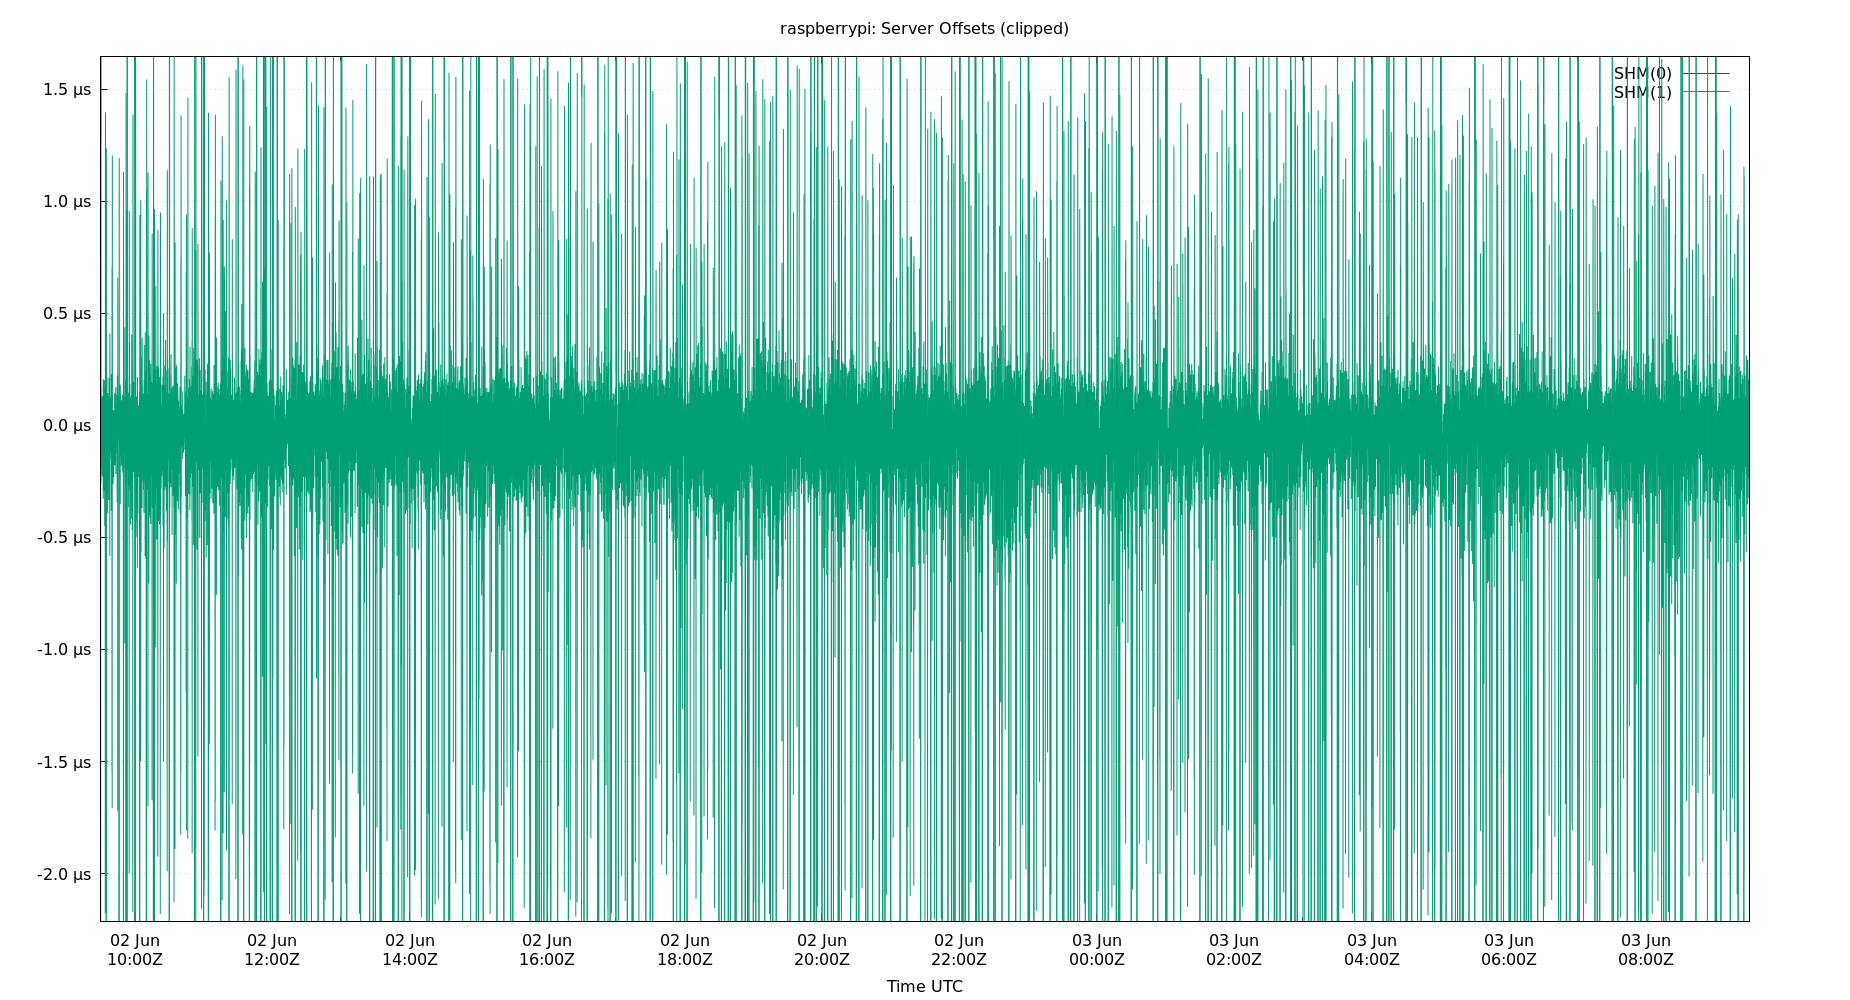 raspberrypi: Server Offsets (clipped)
SHM(0)
SHM(1)
1.5 µs
1.0 µs
0.5 µs
0.0 µs
-0.5 µs
-1.0 µs
-1.5 µs
-2.0 µs
02 Jun 02 Jun 02 Jun 02 Jun 02 Jun 02 Jun 02 Jun 03 Jun 03 Jun 03 Jun 03 Jun 03 Jun
10:00Z 12:00Z 14:00Z 16:00Z 18:00Z 20:00Z 22:00Z 00:00Z 02:00Z 04:00Z 06:00Z 08:00Z
Time UTC